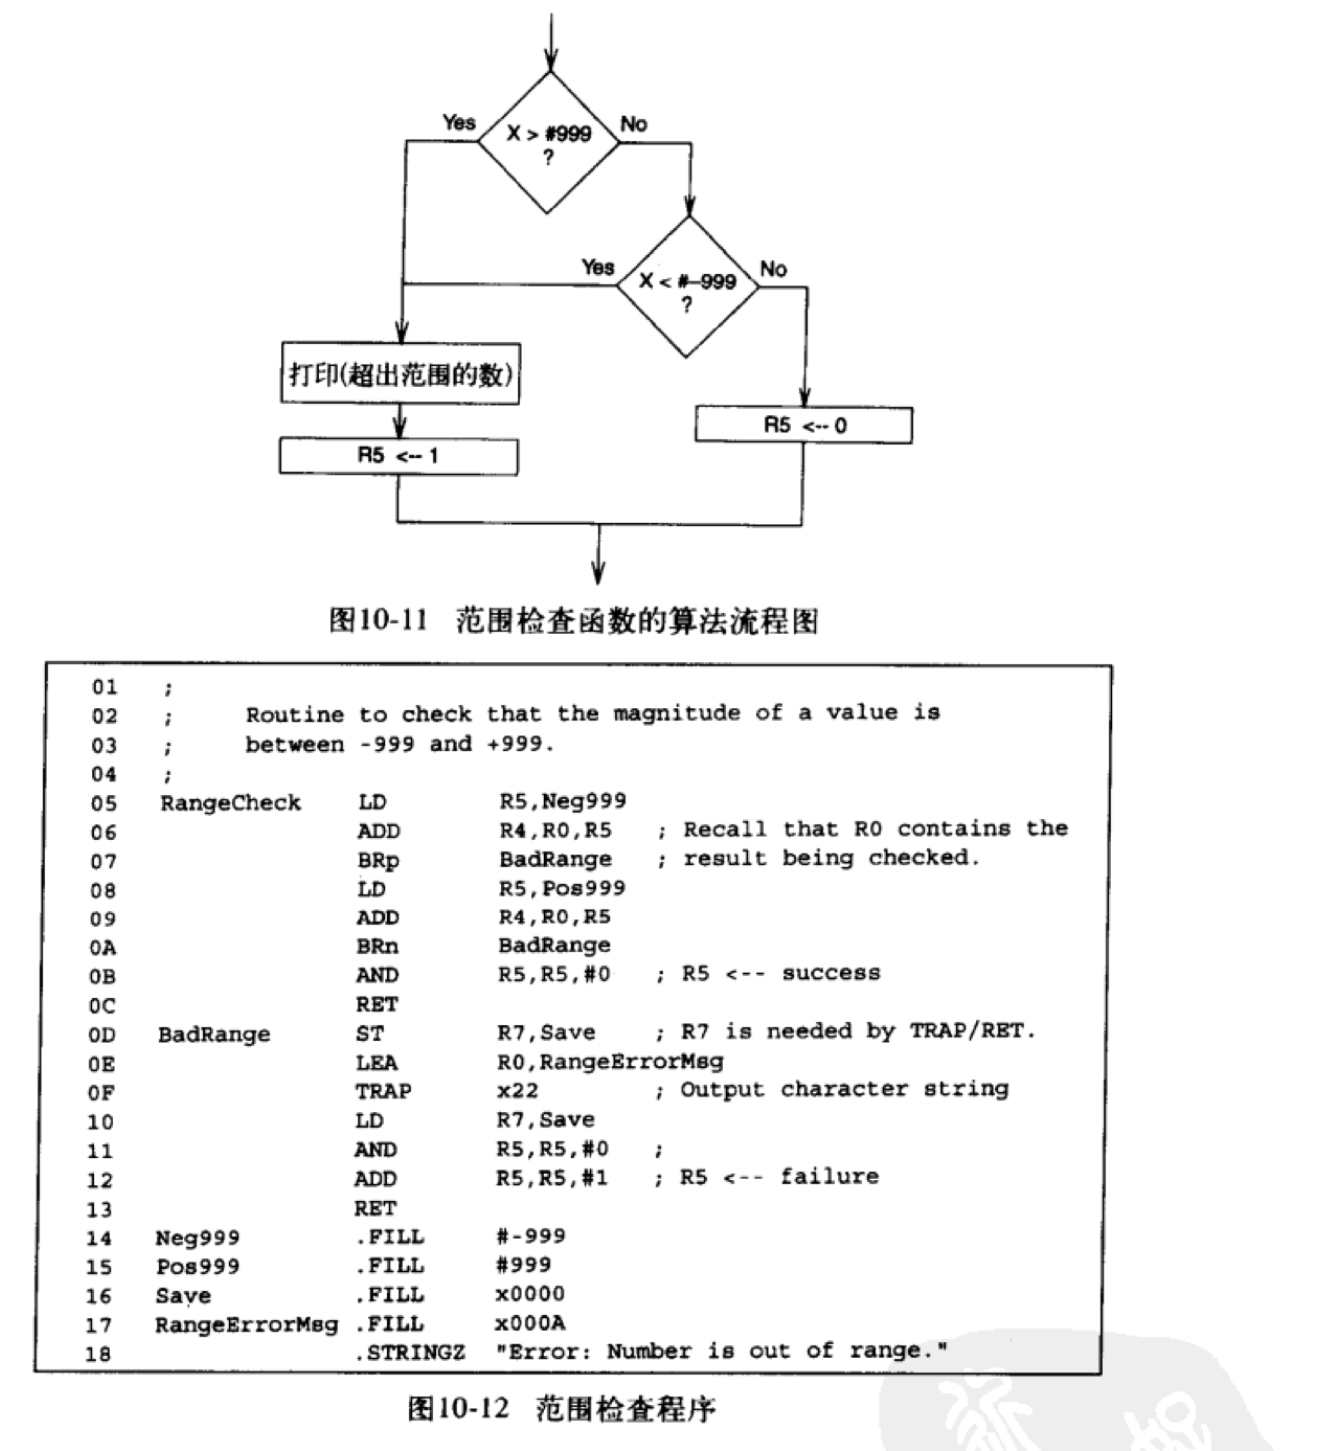 X > #999
?
Yes
No
X < #–999
?
Yes
No
打印(超出范围的数)
R5 <-- 1
R5 <-- 0
图10-11 范围检查函数的算法流程图
01 ;
02 ; Routine to check that the magnitude of a value is
03 ; between -999 and +999.
04 ;
05 RangeCheck LD R5,Neg999
06 ADD R4,R0,R5 ; Recall that R0 contains the
07 BRp BadRange ; result being checked.
08 LD R5,Pos999
09 ADD R4,R0,R5
0A BRn BadRange
0B AND R5,R5,#0 ; R5 <-- success
0C RET
0D BadRange ST R7,Save ; R7 is needed by TRAP/RET.
0E LEA R0,RangeErrorMsg
0F TRAP x22 ; Output character string
10 LD R7,Save
11 AND R5,R5,#0 ;
12 ADD R5,R5,#1 ; R5 <-- failure
13 RET
14 Neg999 .FILL #-999
15 Pos999 .FILL #999
16 Save .FILL x0000
17 RangeErrorMsg .FILL x000A
18 .STRINGZ "Error: Number is out of range."
图10-12 范围检查程序